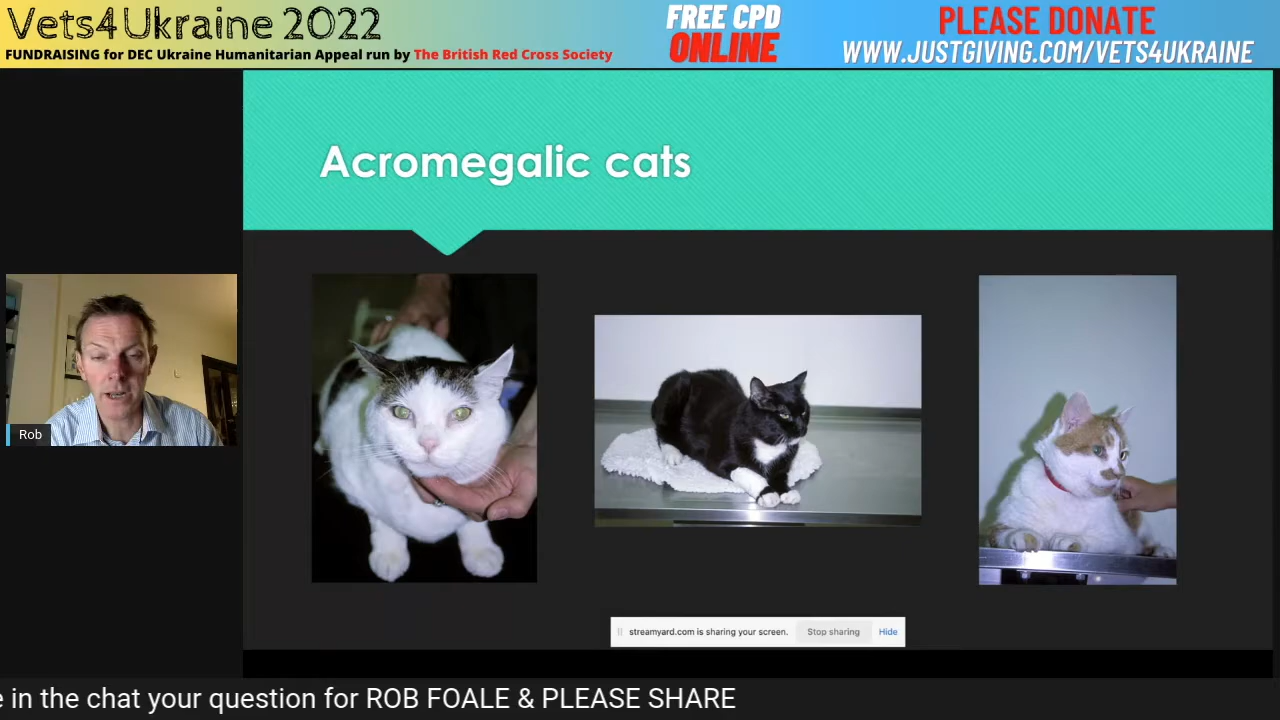 Vets4Ukraine 2022
FUNDRAISING for DEC Ukraine Humanitarian Appeal run by The British Red Cross Society
FREE CPD
ONLINE
PLEASE DONATE
WWW.JUSTGIVING.COM/VETS4UKRAINE
Acromegalic cats
Rob
streamyard.com is sharing your screen. Stop sharing Hide
e in the chat your question for ROB FOALE & PLEASE SHARE